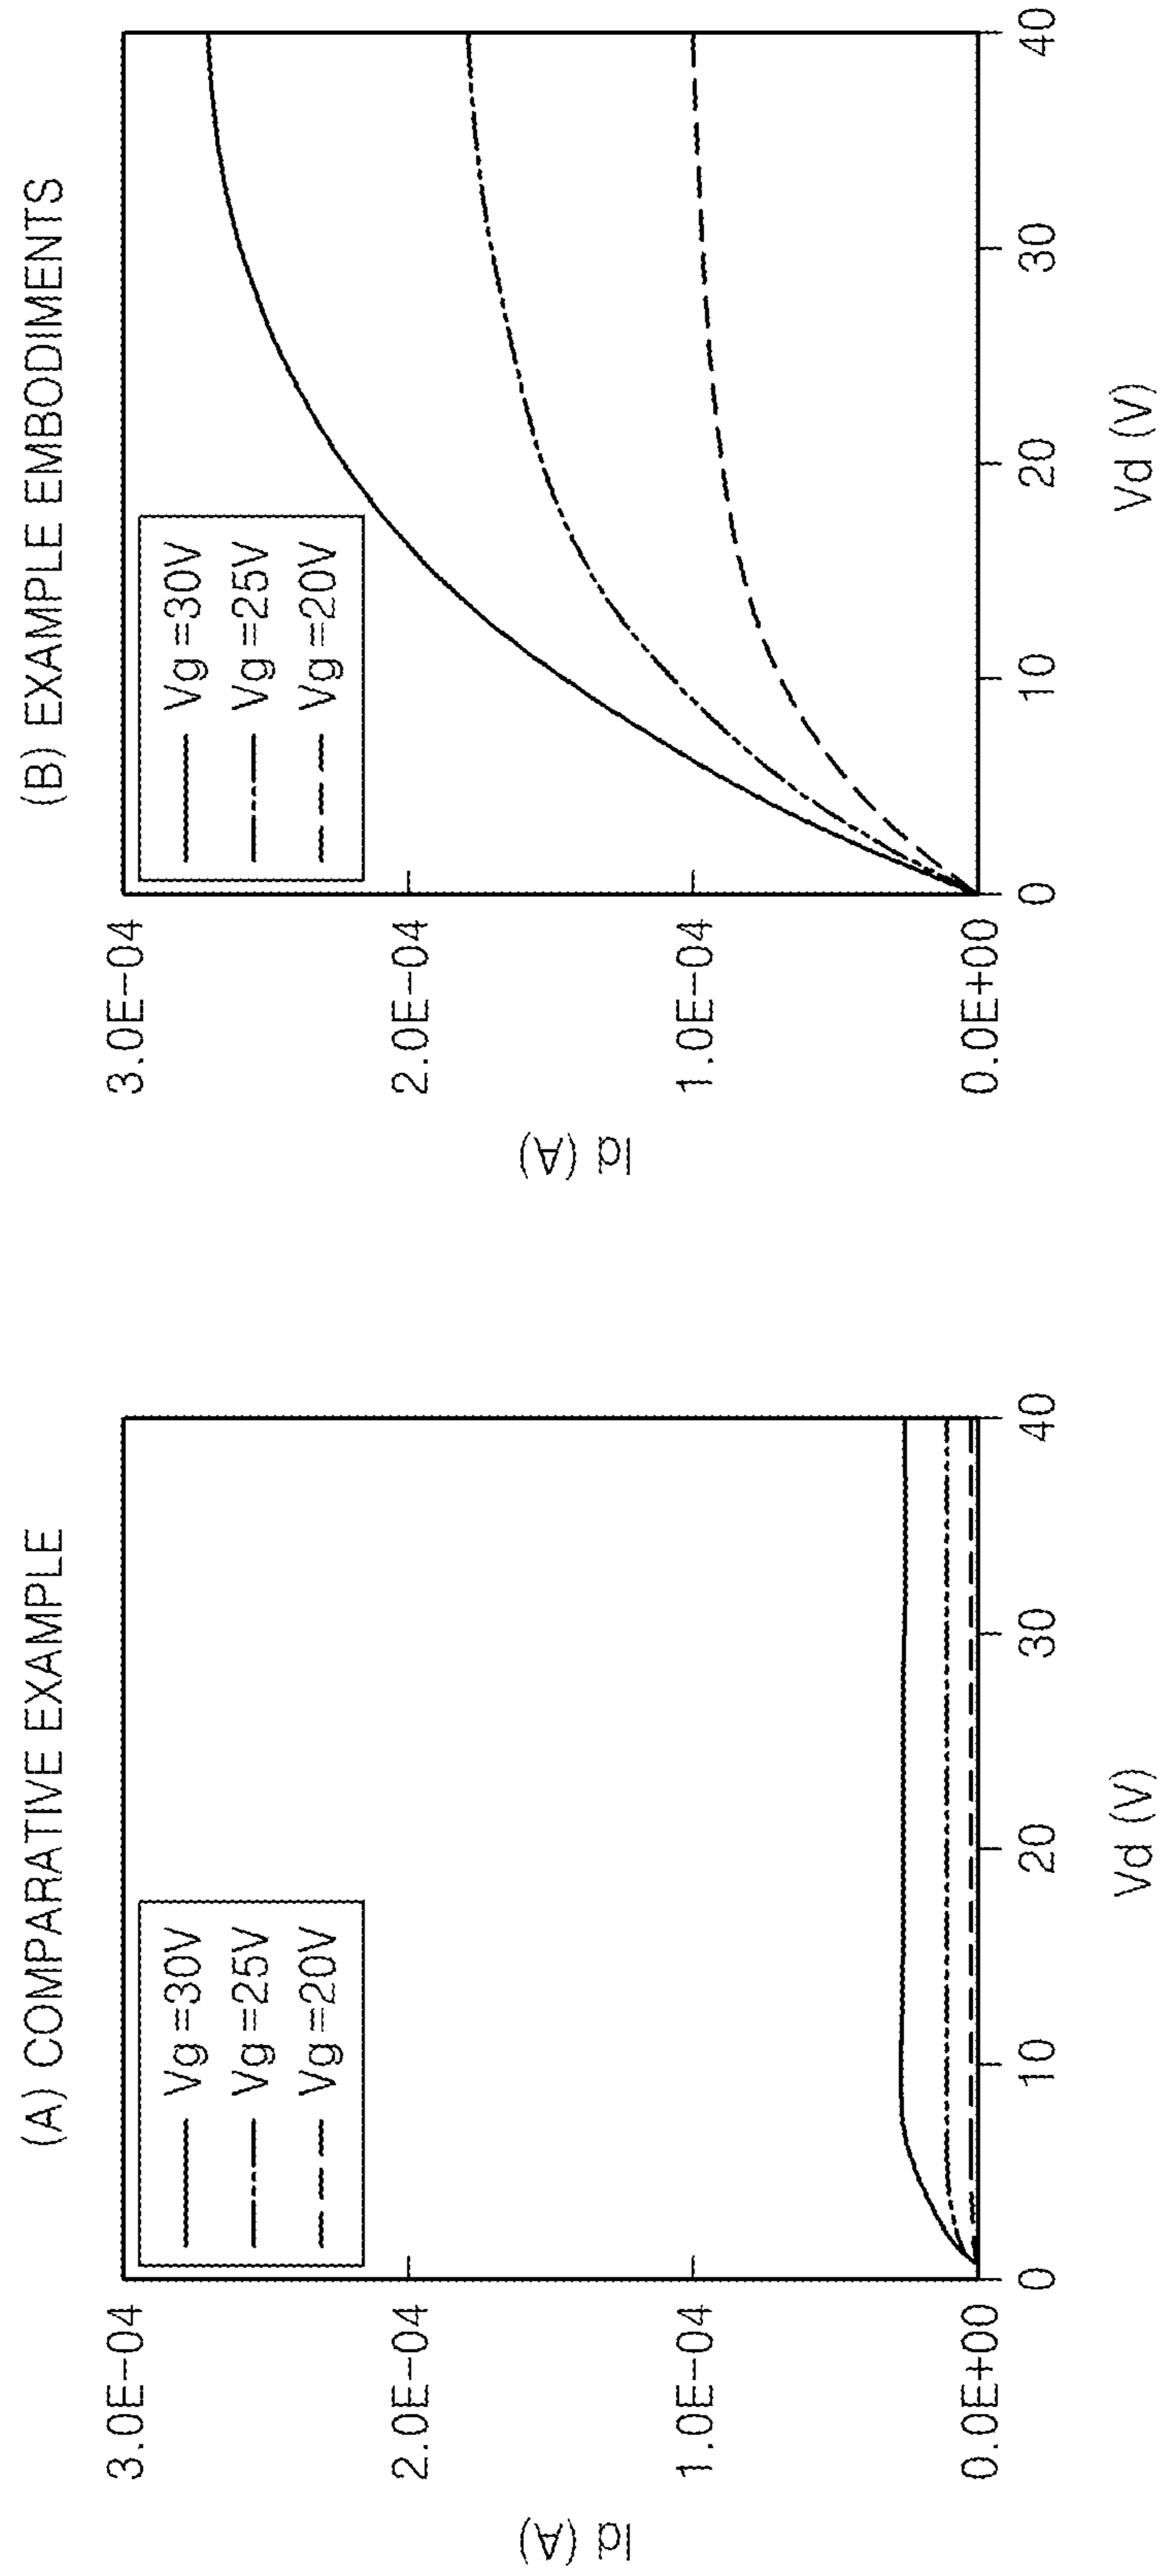 (A) COMPARATIVE EXAMPLE
Vg =30V
Vg =25V
Vg =20V
3.0E-04
2.0E-04
1.0E-04
0.0E+00
Id (A)
0 10 20 30 40
Vd (V)
(B) EXAMPLE EMBODIMENTS
Vg =30V
Vg =25V
Vg =20V
3.0E-04
2.0E-04
1.0E-04
0.0E+00
Id (A)
0 10 20 30 40
Vd (V)